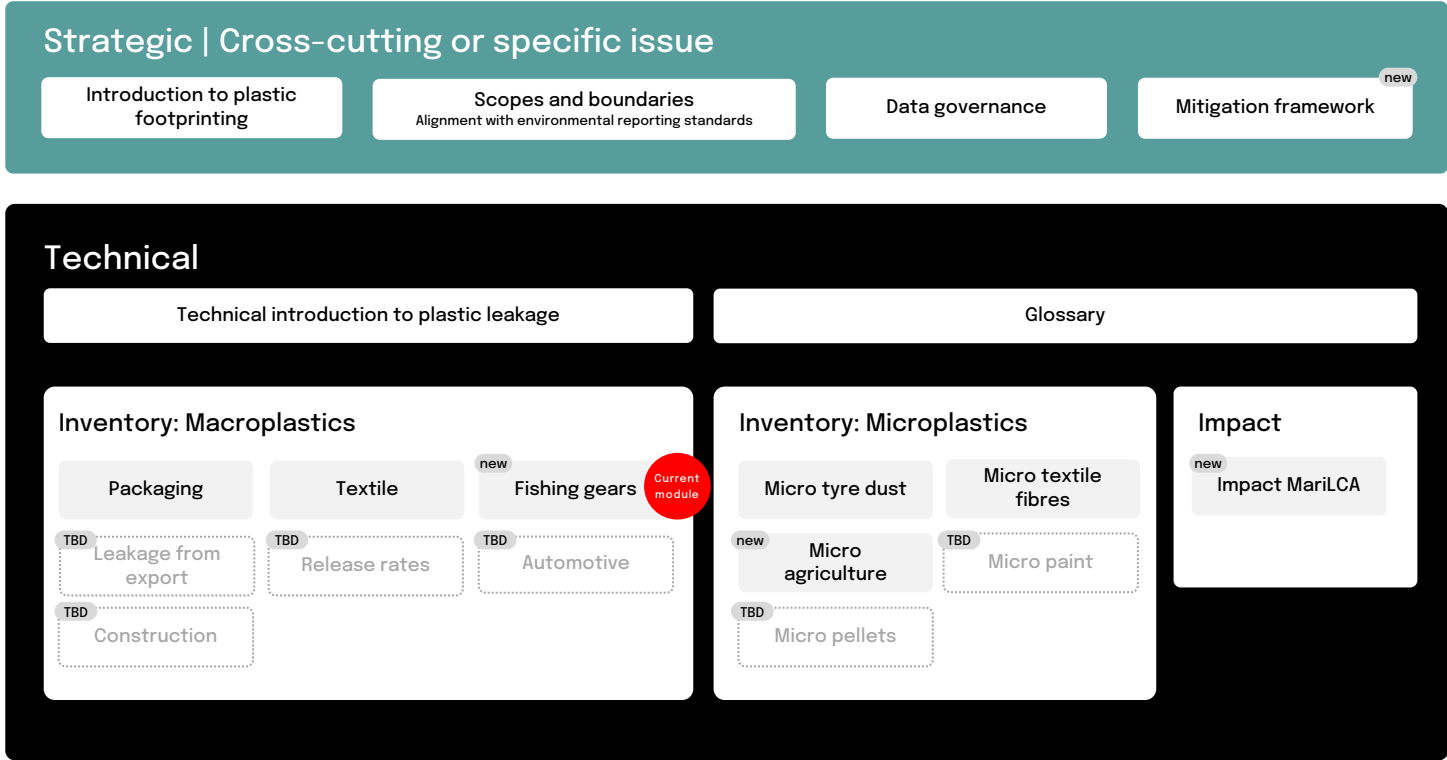 Strategic | Cross-cutting or specific issue
Introduction to plastic
footprinting
Scopes and boundaries
Alignment with environmental reporting standards
Data governance
new
Mitigation framework
Technical
Technical introduction to plastic leakage
Glossary
Inventory: Macroplastics
Packaging
Textile
new
Fishing gears
Current
module
TBD
Leakage from
export
TBD
Release rates
TBD
Automotive
TBD
Construction
Inventory: Microplastics
Micro tyre dust
Micro textile
fibres
new
Micro
agriculture
TBD
Micro paint
TBD
Micro pellets
Impact
new
Impact MariLCA